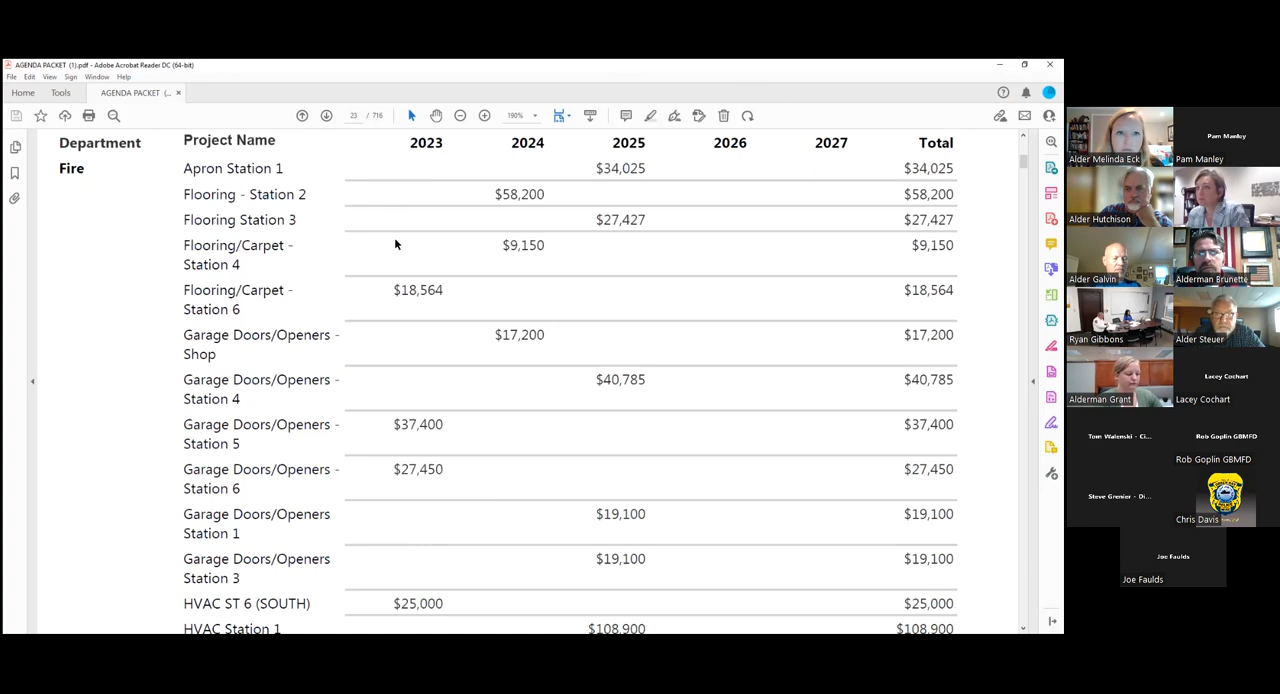 AGENDA PACKET (1).pdf - Adobe Acrobat Reader DC (64-bit)
File Edit View Sign Window Help
Home Tools AGENDA PACKET (... ×
23 / 716 190%
Department Project Name 2023 2024 2025 2026 2027 Total
Fire Apron Station 1 $34,025 $34,025
Flooring - Station 2 $58,200 $58,200
Flooring Station 3 $27,427 $27,427
Flooring/Carpet - $9,150 $9,150
Station 4
Flooring/Carpet - $18,564 $18,564
Station 6
Garage Doors/Openers - $17,200 $17,200
Shop
Garage Doors/Openers - $40,785 $40,785
Station 4
Garage Doors/Openers - $37,400 $37,400
Station 5
Garage Doors/Openers - $27,450 $27,450
Station 6
Garage Doors/Openers $19,100 $19,100
Station 1
Garage Doors/Openers $19,100 $19,100
Station 3
HVAC ST 6 (SOUTH) $25,000 $25,000
HVAC Station 1 $108,900 $108,900
Alder Melinda Eck
Pam Manley
Pam Manley
Alder Hutchison
Alder Galvin
Alderman Brunette
Ryan Gibbons
Alder Steuer
Alderman Grant
Lacey Cochart
Lacey Cochart
Tom Walenski - Ci...
Rob Goplin GBMFD
Rob Goplin GBMFD
Steve Grenier - Di...
Chris Davis
Joe Faulds
Joe Faulds